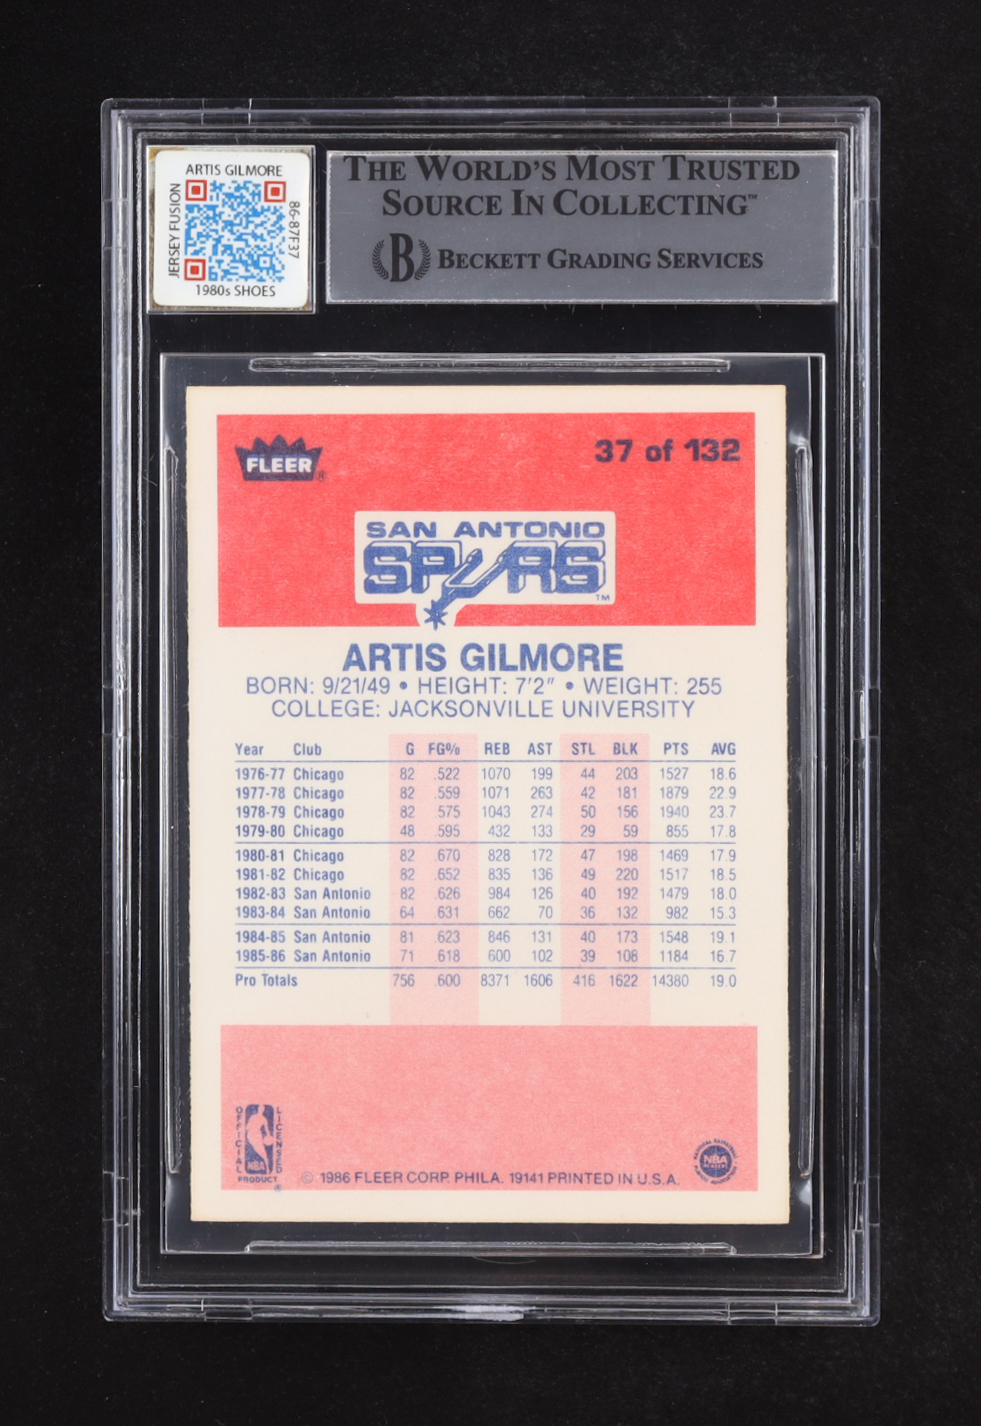 ARTIS GILMORE
JERSEY FUSION
86-87F37
1980s SHOES
THE WORLD'S MOST TRUSTED
SOURCE IN COLLECTING™
B BECKETT GRADING SERVICES
FLEER®
37 of 132
SAN ANTONIO
SPURS™
ARTIS GILMORE
BORN: 9/21/49 • HEIGHT: 7'2" • WEIGHT: 255
COLLEGE: JACKSONVILLE UNIVERSITY
Year Club G FG% REB AST STL BLK PTS AVG
1976-77 Chicago 82 .522 1070 199 44 203 1527 18.6
1977-78 Chicago 82 .559 1071 263 42 181 1879 22.9
1978-79 Chicago 82 .575 1043 274 50 156 1940 23.7
1979-80 Chicago 48 .595 432 133 29 59 855 17.8
1980-81 Chicago 82 .670 828 172 47 198 1469 17.9
1981-82 Chicago 82 .652 835 136 49 220 1517 18.5
1982-83 San Antonio 82 .626 984 126 40 192 1479 18.0
1983-84 San Antonio 64 .631 662 70 36 132 982 15.3
1984-85 San Antonio 81 .623 846 131 40 173 1548 19.1
1985-86 San Antonio 71 .618 600 102 39 108 1184 16.7
Pro Totals 756 .600 8371 1606 416 1622 14380 19.0
OFFICIAL LICENSED
NBA
PRODUCT ®
© 1986 FLEER CORP. PHILA. 19141 PRINTED IN U.S.A.
NATIONAL BASKETBALL
NBA
PLAYERS ASSOCIATION